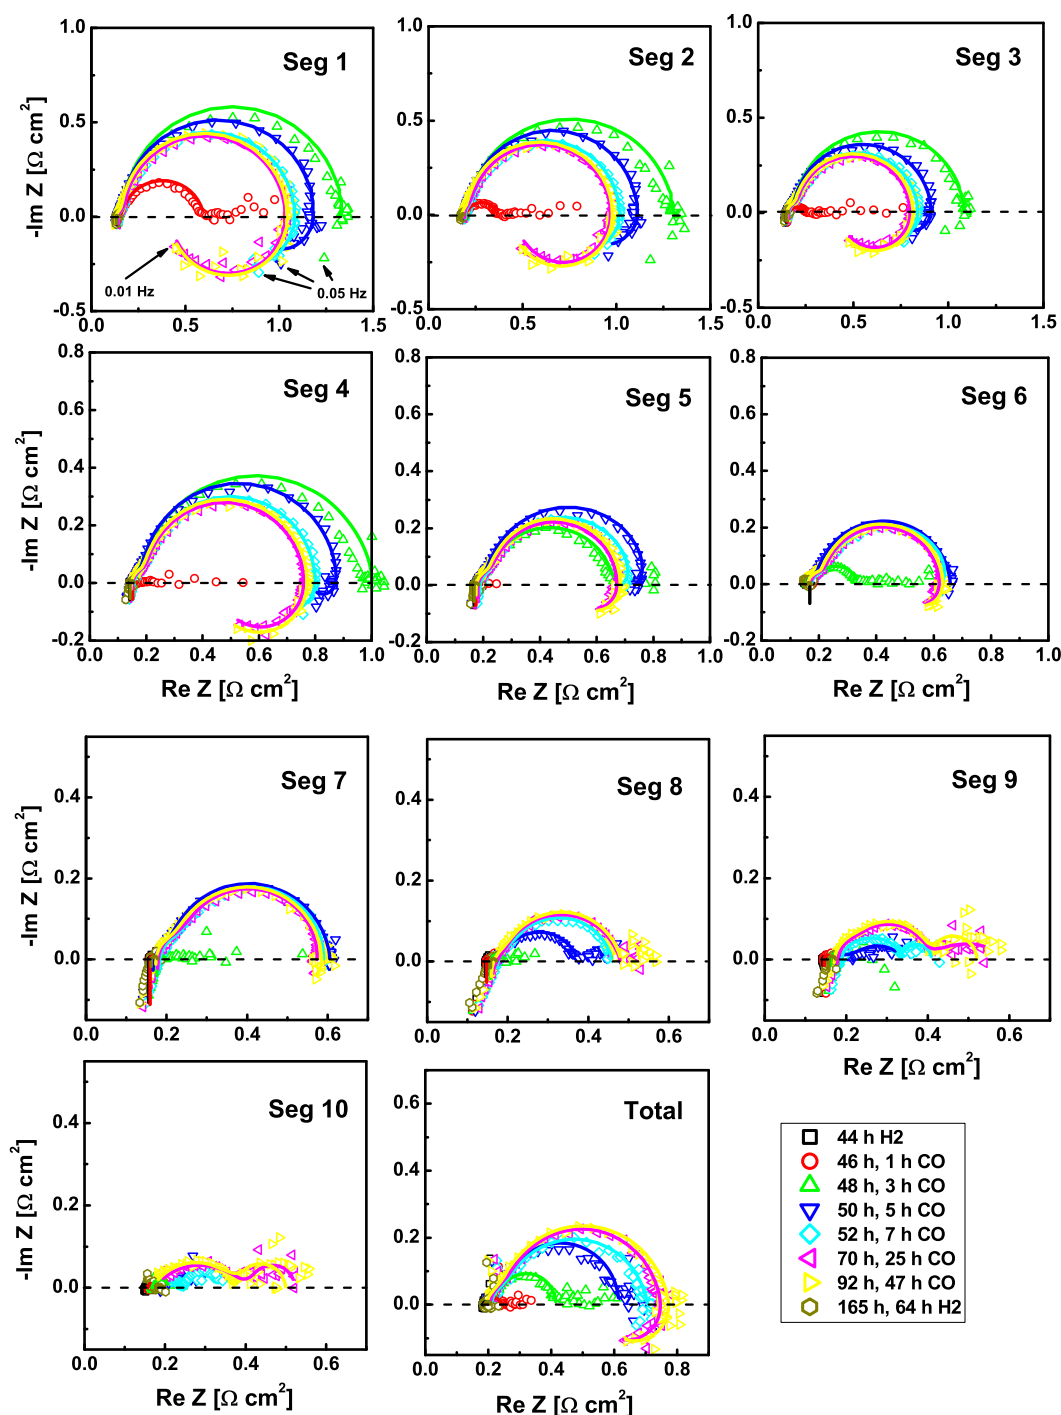 1.0
1.0
1.0
Seg 1
Seg 2
Seg 3
0.5
0.5
0.5
-Im Z [Ω cm²]
0.0
0.0
0.0
0.01 Hz
0.05 Hz
-0.5
-0.5
-0.5
0.0 0.5 1.0 1.5
0.0 0.5 1.0 1.5
0.0 0.5 1.0 1.5
0.8
0.8
0.8
Seg 4
Seg 5
Seg 6
0.6
0.6
0.6
-Im Z [Ω cm²]
0.4
0.4
0.4
0.2
0.2
0.2
0.0
0.0
0.0
-0.2
-0.2
-0.2
0.0 0.2 0.4 0.6 0.8 1.0
0.0 0.2 0.4 0.6 0.8 1.0
0.0 0.2 0.4 0.6 0.8 1.0
Re Z [Ω cm²]
Re Z [Ω cm²]
Re Z [Ω cm²]
Seg 7
Seg 8
Seg 9
0.4
0.4
0.4
-Im Z [Ω cm²]
0.2
0.2
0.2
0.0
0.0
0.0
0.0 0.2 0.4 0.6
0.0 0.2 0.4 0.6
0.0 0.2 0.4 0.6
Re Z [Ω cm²]
Seg 10
Total
0.4
0.6
-Im Z [Ω cm²]
0.4
0.2
0.2
0.0
0.0
0.0 0.2 0.4 0.6
0.0 0.2 0.4 0.6 0.8
Re Z [Ω cm²]
Re Z [Ω cm²]
44 h H2
46 h, 1 h CO
48 h, 3 h CO
50 h, 5 h CO
52 h, 7 h CO
70 h, 25 h CO
92 h, 47 h CO
165 h, 64 h H2